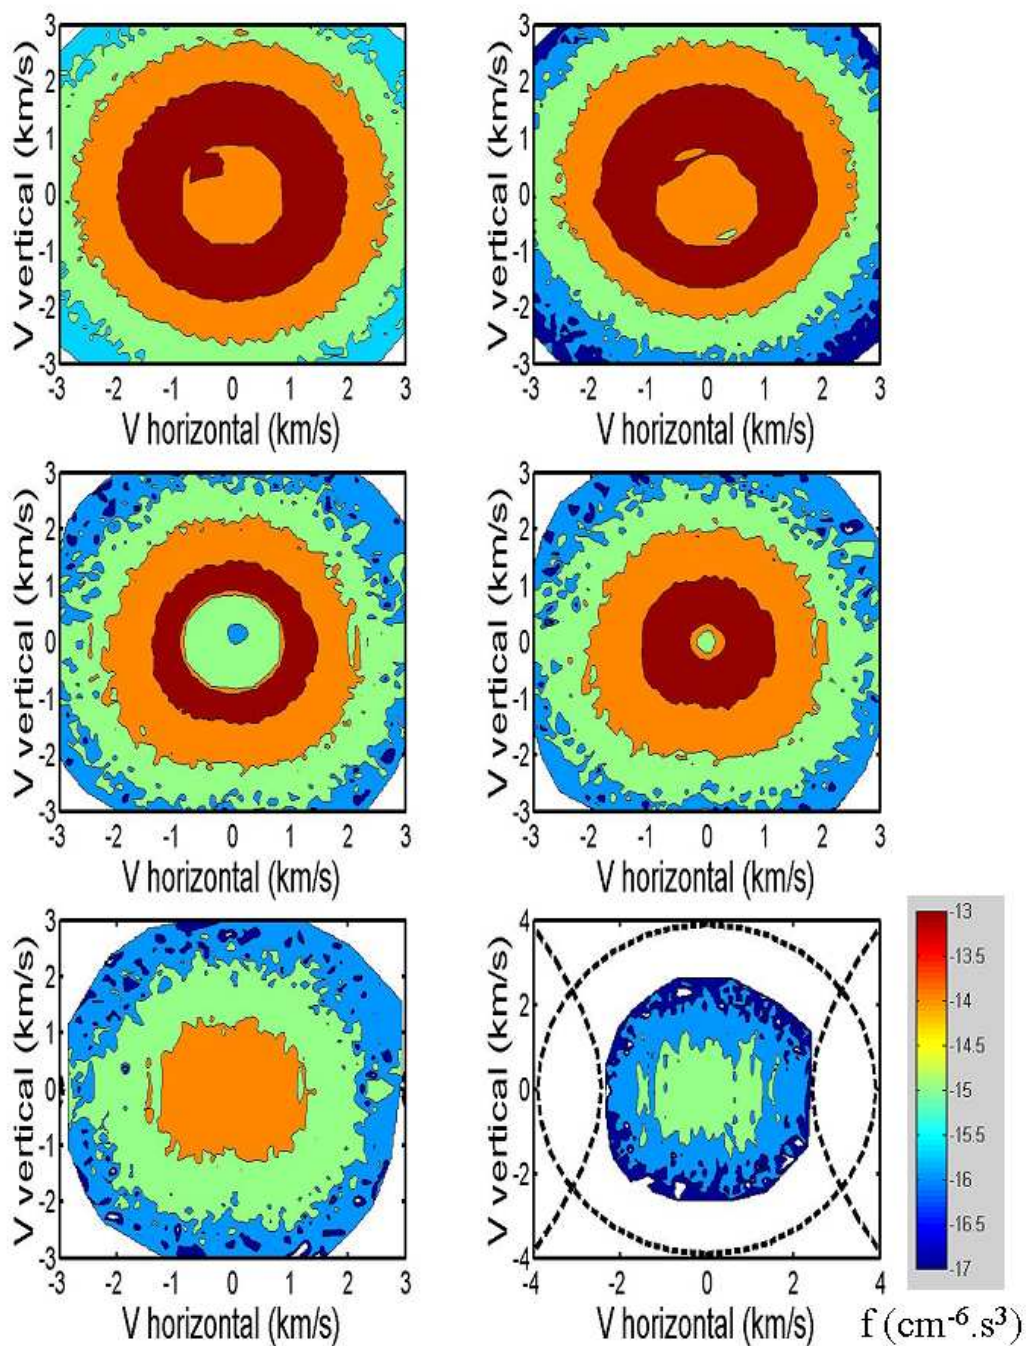 3
2
1
0
-1
-2
-3
V vertical (km/s)
-3 -2 -1 0 1 2 3
V horizontal (km/s)
3
2
1
0
-1
-2
-3
V vertical (km/s)
-3 -2 -1 0 1 2 3
V horizontal (km/s)
3
2
1
0
-1
-2
-3
V vertical (km/s)
-3 -2 -1 0 1 2 3
V horizontal (km/s)
3
2
1
0
-1
-2
-3
V vertical (km/s)
-3 -2 -1 0 1 2 3
V horizontal (km/s)
3
2
1
0
-1
-2
-3
V vertical (km/s)
-3 -2 -1 0 1 2 3
V horizontal (km/s)
4
2
0
-2
-4
V vertical (km/s)
-4 -2 0 2 4
V horizontal (km/s)
-13
-13.5
-14
-14.5
-15
-15.5
-16
-16.5
-17
f (cm⁻⁶.s³)